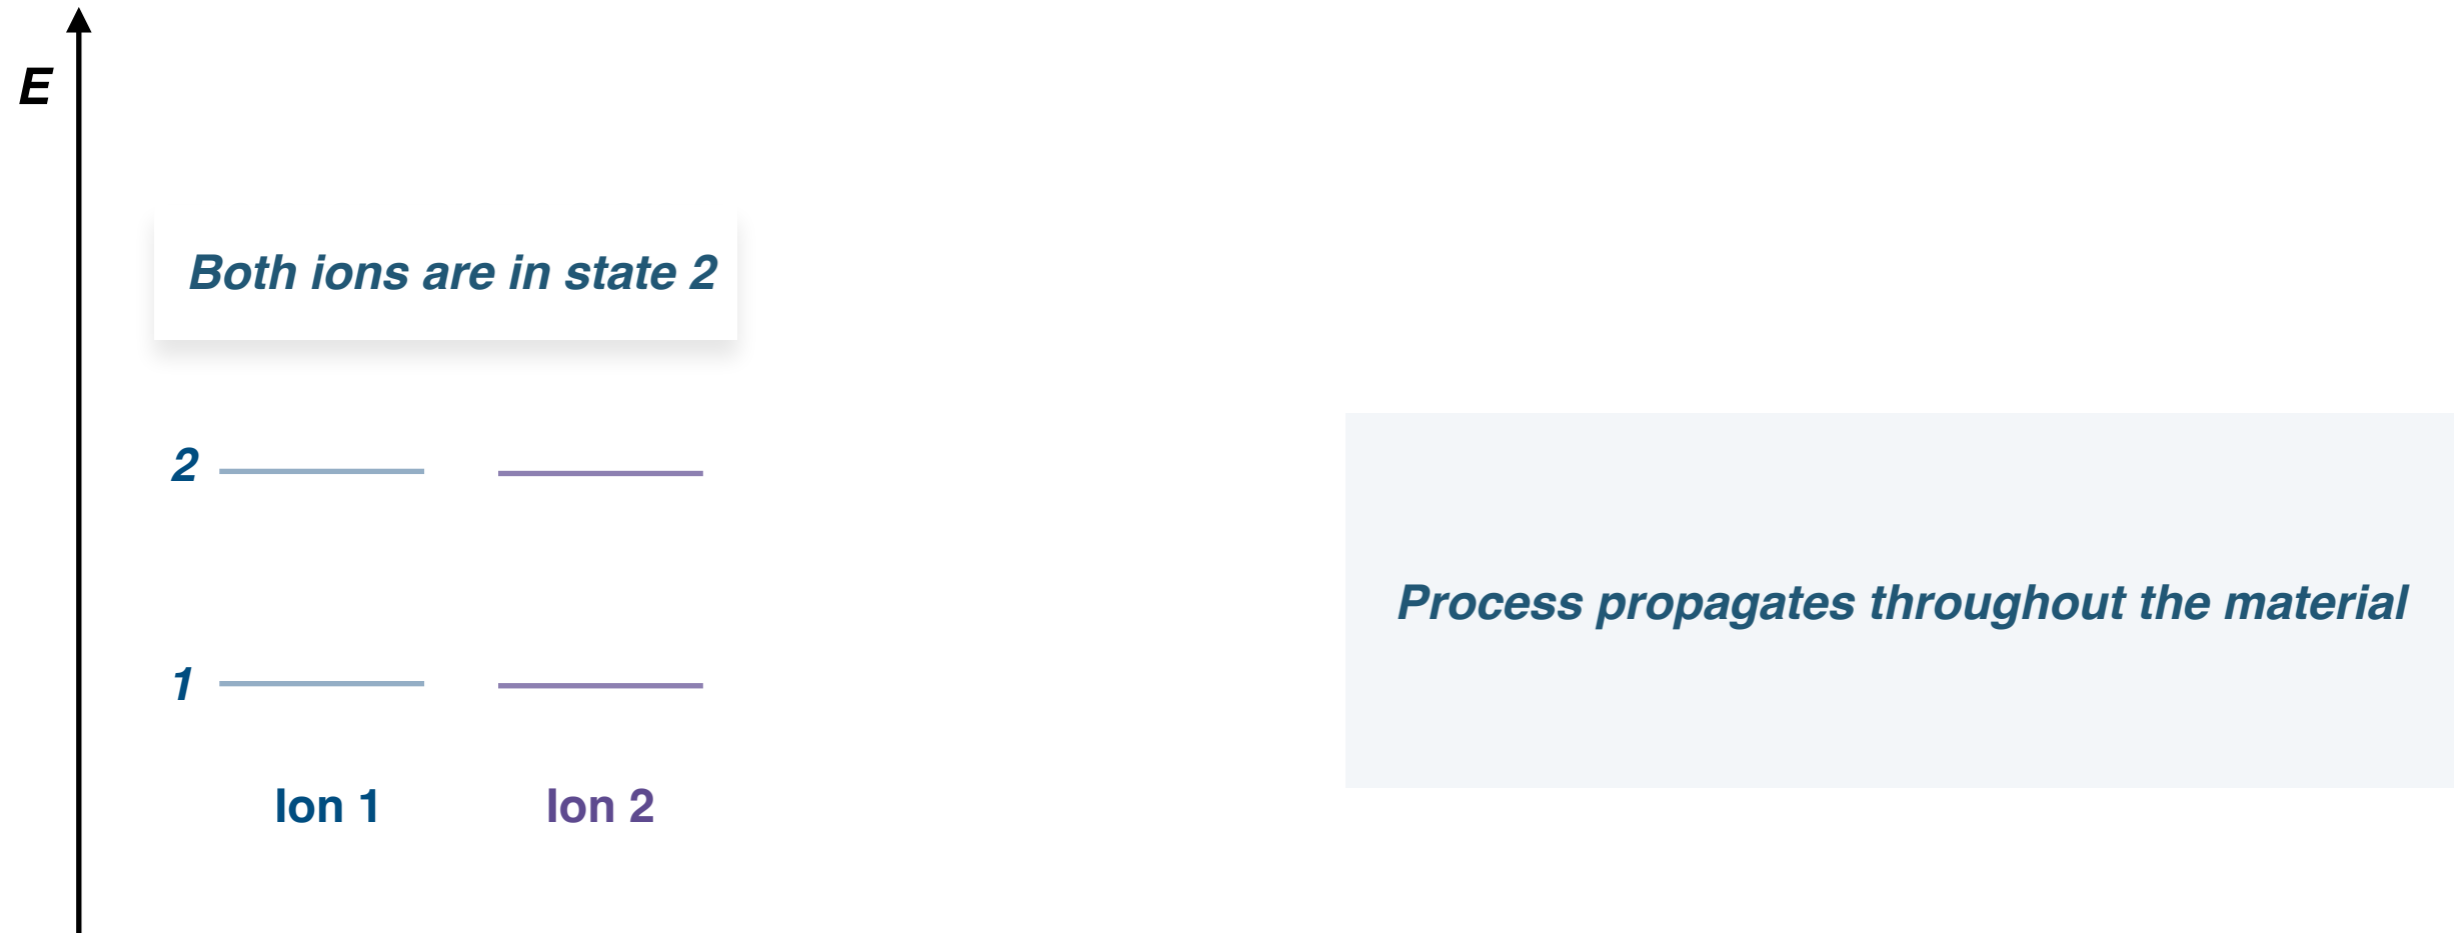 E
Both ions are in state 2
2
Process propagates throughout the material
1
Ion 1 Ion 2